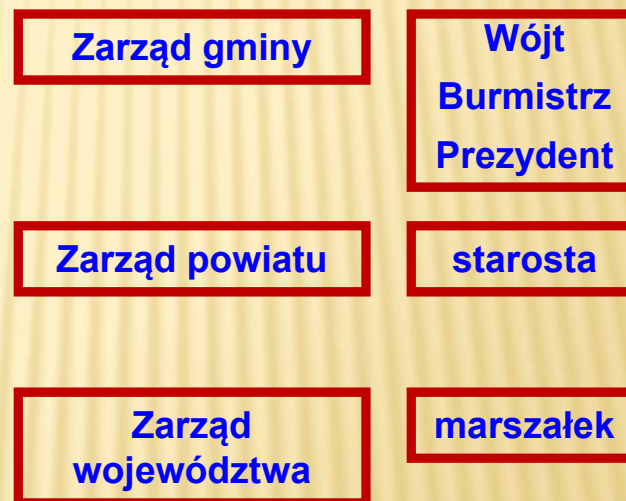 Zarząd gminy
Wójt
Burmistrz
Prezydent
Zarząd powiatu
starosta
Zarząd
województwa
marszałek